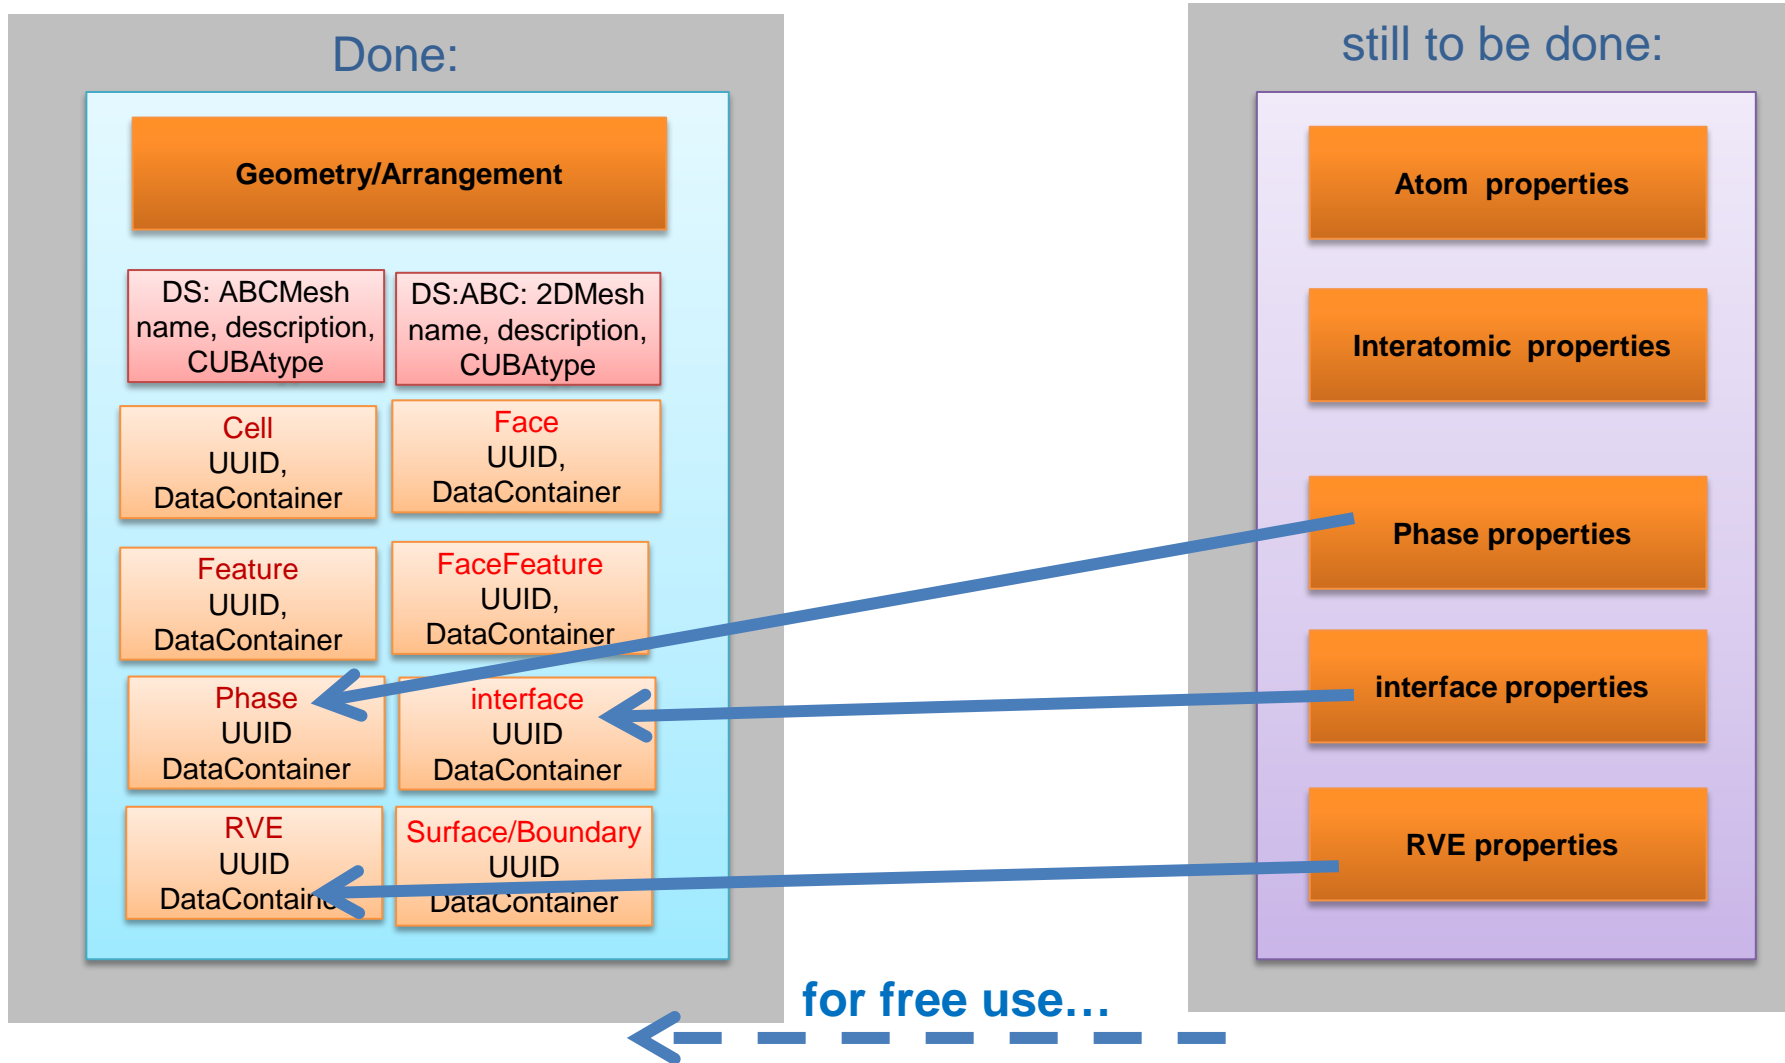 Done:
Geometry/Arrangement
DS: ABCMesh
name, description,
CUBAtype
DS:ABC: 2DMesh
name, description,
CUBAtype
Cell
UUID,
DataContainer
Face
UUID,
DataContainer
Feature
UUID,
DataContainer
FaceFeature
UUID,
DataContainer
Phase
UUID
DataContainer
interface
UUID
DataContainer
RVE
UUID
DataContainer
Surface/Boundary
UUID
DataContainer
still to be done:
Atom properties
Interatomic properties
Phase properties
interface properties
RVE properties
for free use...